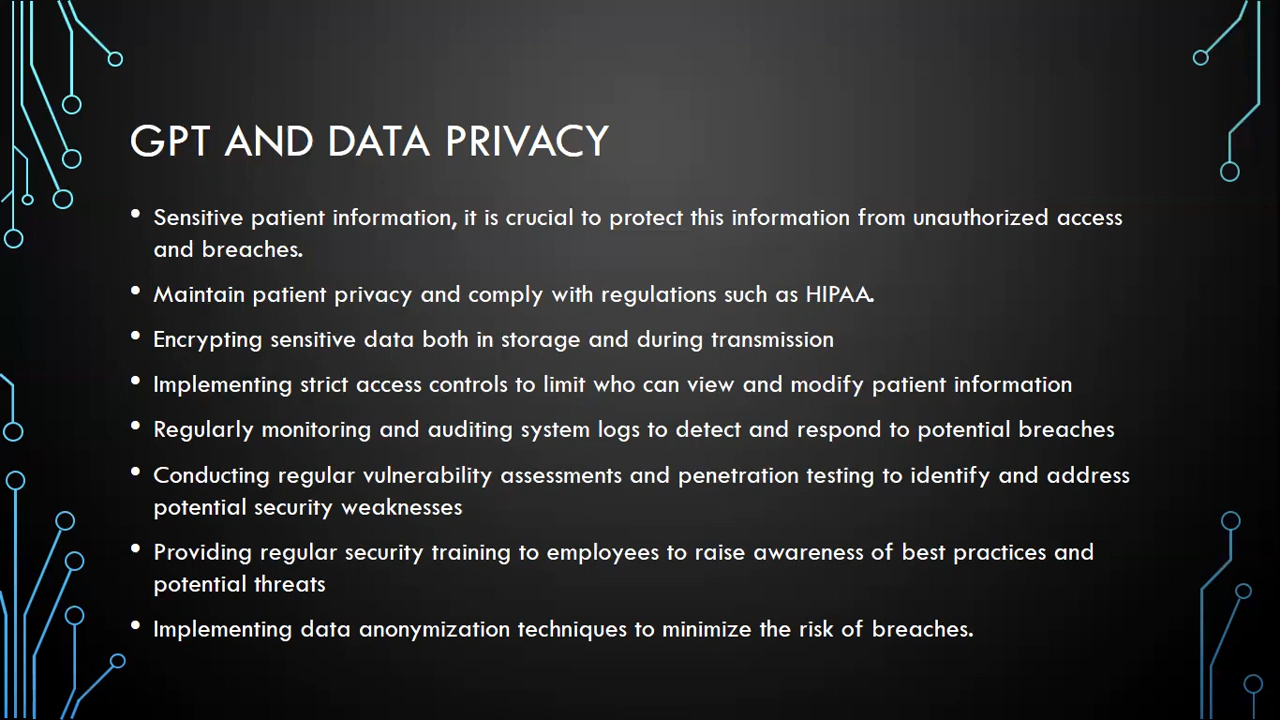 GPT AND DATA PRIVACY
• Sensitive patient information, it is crucial to protect this information from unauthorized access
and breaches.
• Maintain patient privacy and comply with regulations such as HIPAA.
• Encrypting sensitive data both in storage and during transmission
• Implementing strict access controls to limit who can view and modify patient information
• Regularly monitoring and auditing system logs to detect and respond to potential breaches
• Conducting regular vulnerability assessments and penetration testing to identify and address
potential security weaknesses
• Providing regular security training to employees to raise awareness of best practices and
potential threats
• Implementing data anonymization techniques to minimize the risk of breaches.